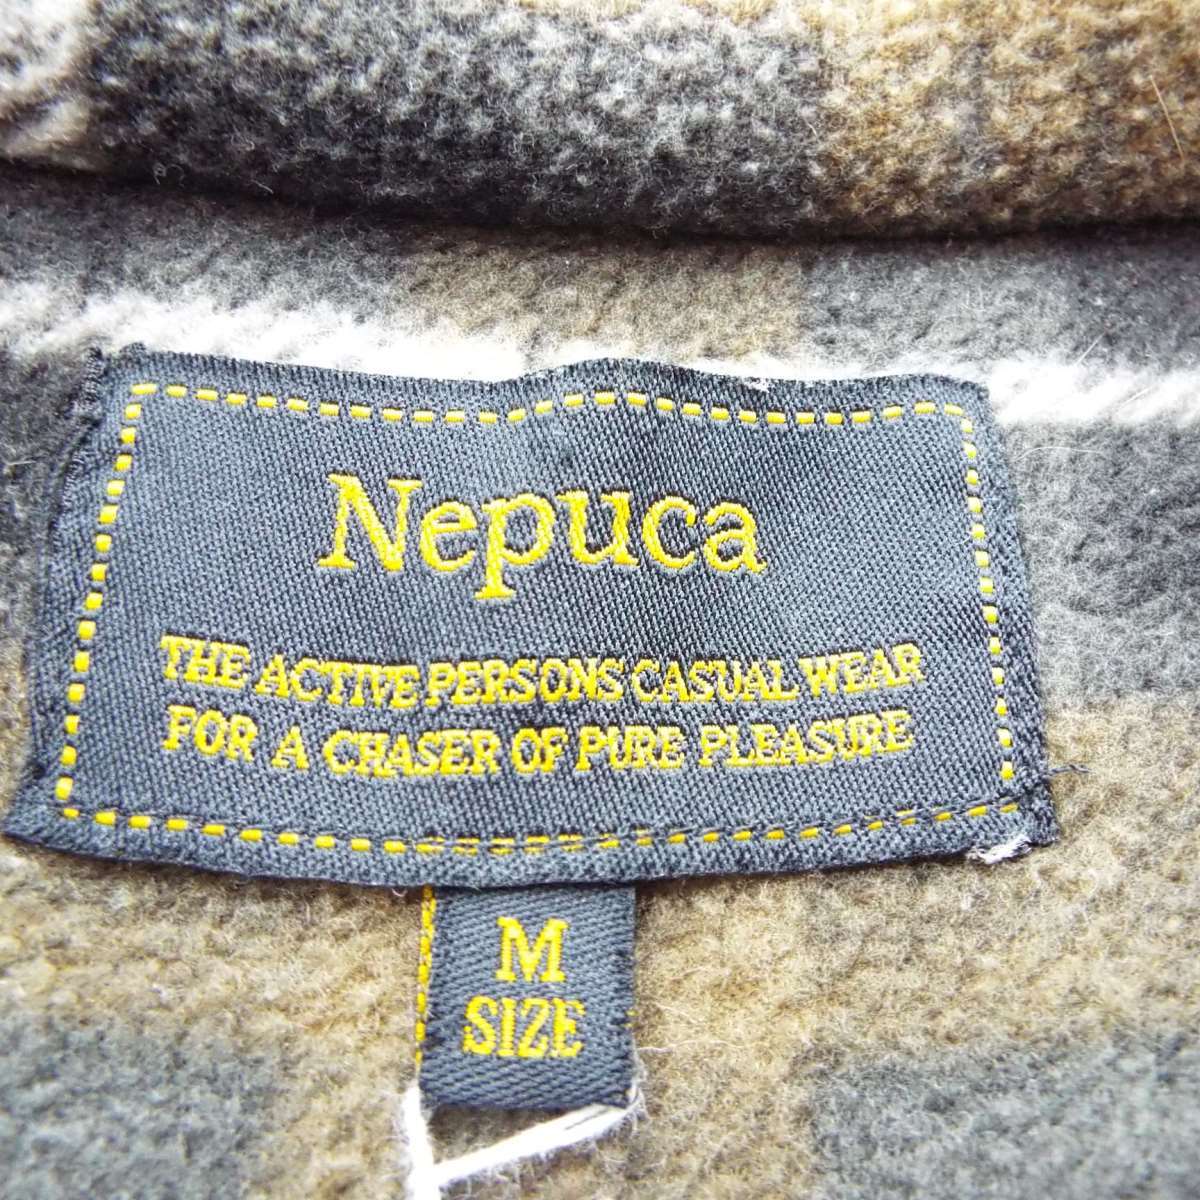 Nepuca
THE ACTIVE PERSONS CASUAL WEAR
FOR A CHASER OF PURE PLEASURE
M
SIZE